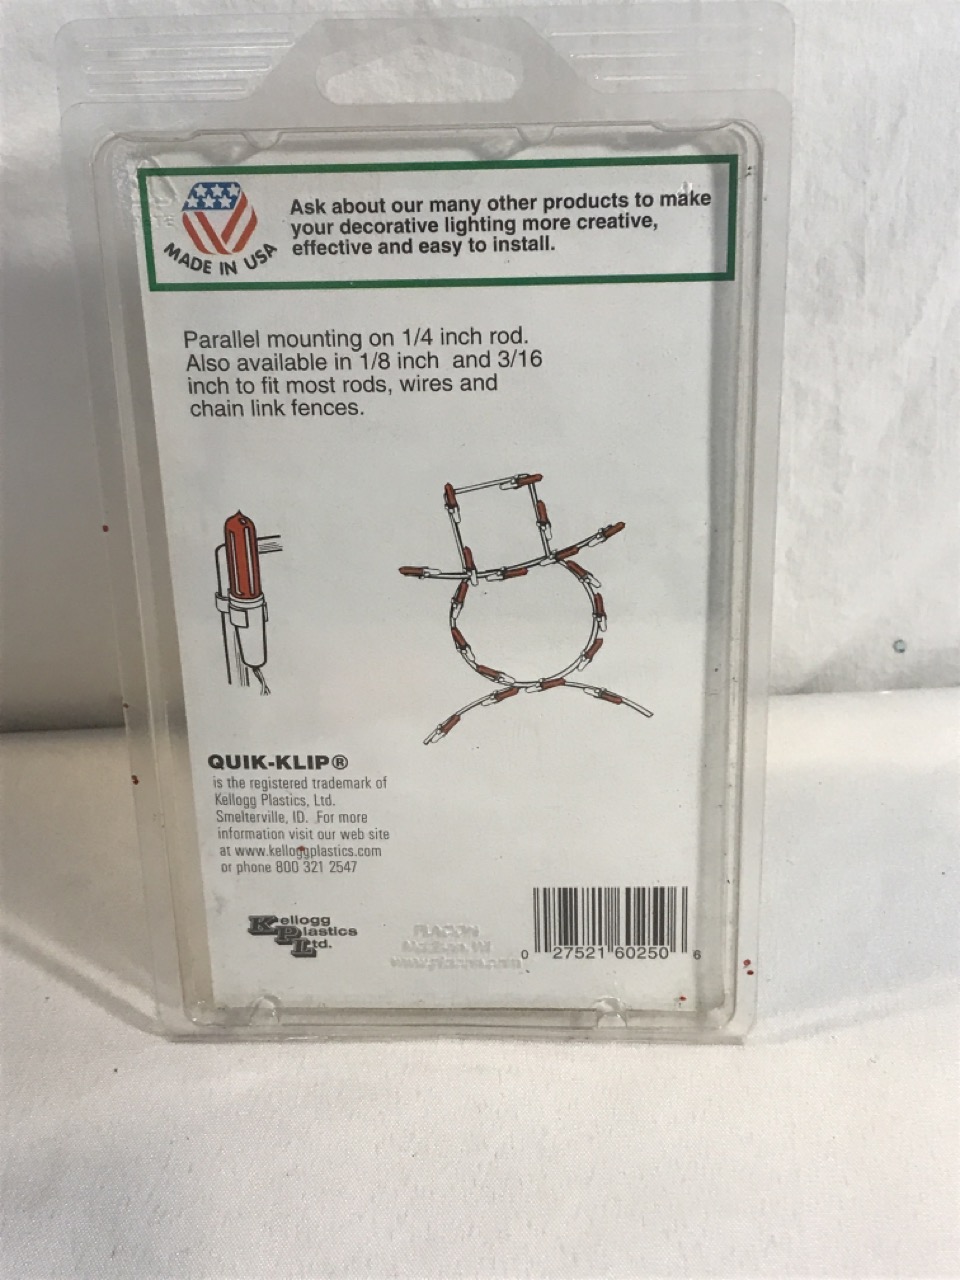 MADE IN USA
Ask about our many other products to make
your decorative lighting more creative,
effective and easy to install.
Parallel mounting on 1/4 inch rod.
Also available in 1/8 inch and 3/16
inch to fit most rods, wires and
chain link fences.
QUIK-KLIP®
is the registered trademark of
Kellogg Plastics, Ltd.
Smelterville, ID. For more
information visit our web site
at www.kelloggplastics.com
or phone 800 321 2547
Kellogg
Plastics
Ltd.
0 27521 60250 6